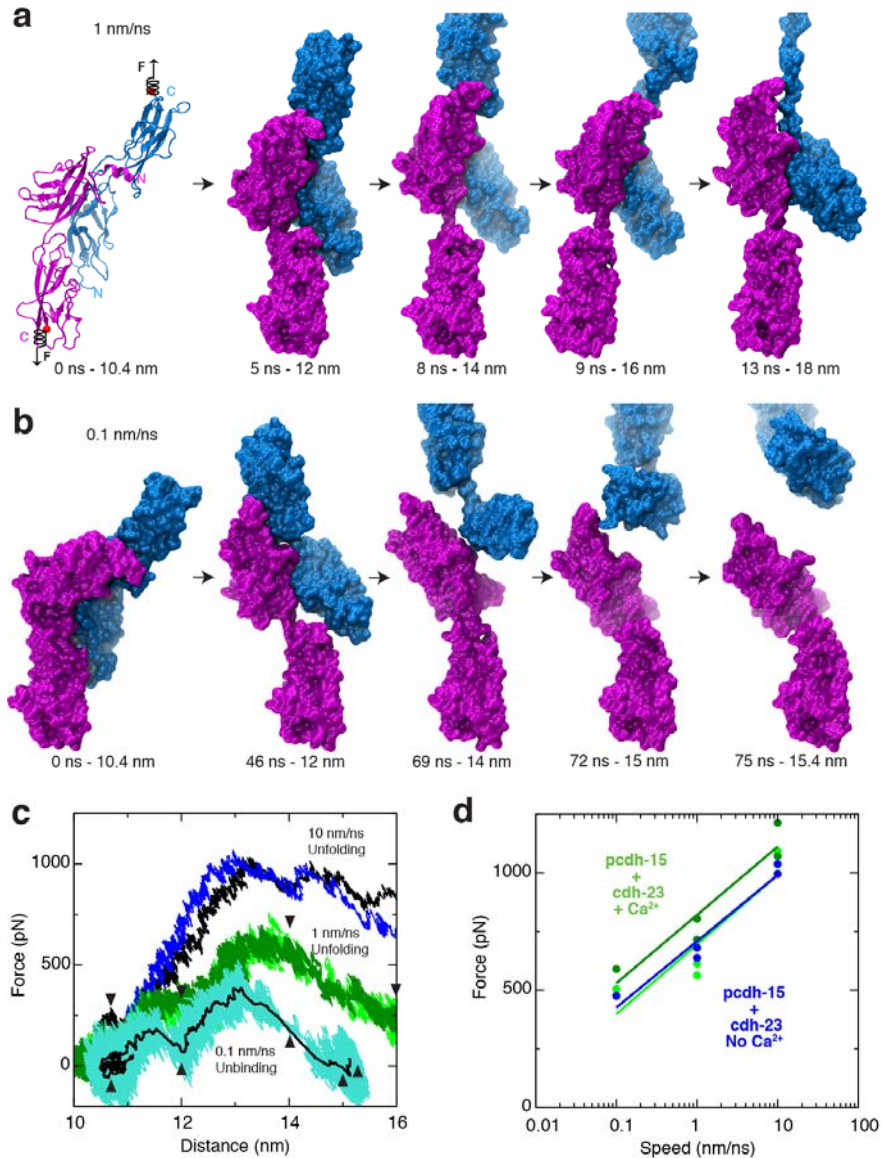 a
1 nm/ns
F
C
N
N
C
F
0 ns - 10.4 nm
5 ns - 12 nm
8 ns - 14 nm
9 ns - 16 nm
13 ns - 18 nm
b
0.1 nm/ns
0 ns - 10.4 nm
46 ns - 12 nm
69 ns - 14 nm
72 ns - 15 nm
75 ns - 15.4 nm
c
1000
500
0
Force (pN)
10 nm/ns
Unfolding
1 nm/ns
Unfolding
0.1 nm/ns
Unbinding
10
12
14
16
Distance (nm)
d
1000
500
0
Force (pN)
pcdh-15
+
cdh-23
+ Ca²⁺
pcdh-15
+
cdh-23
No Ca²⁺
0.01
0.1
1
10
100
Speed (nm/ns)